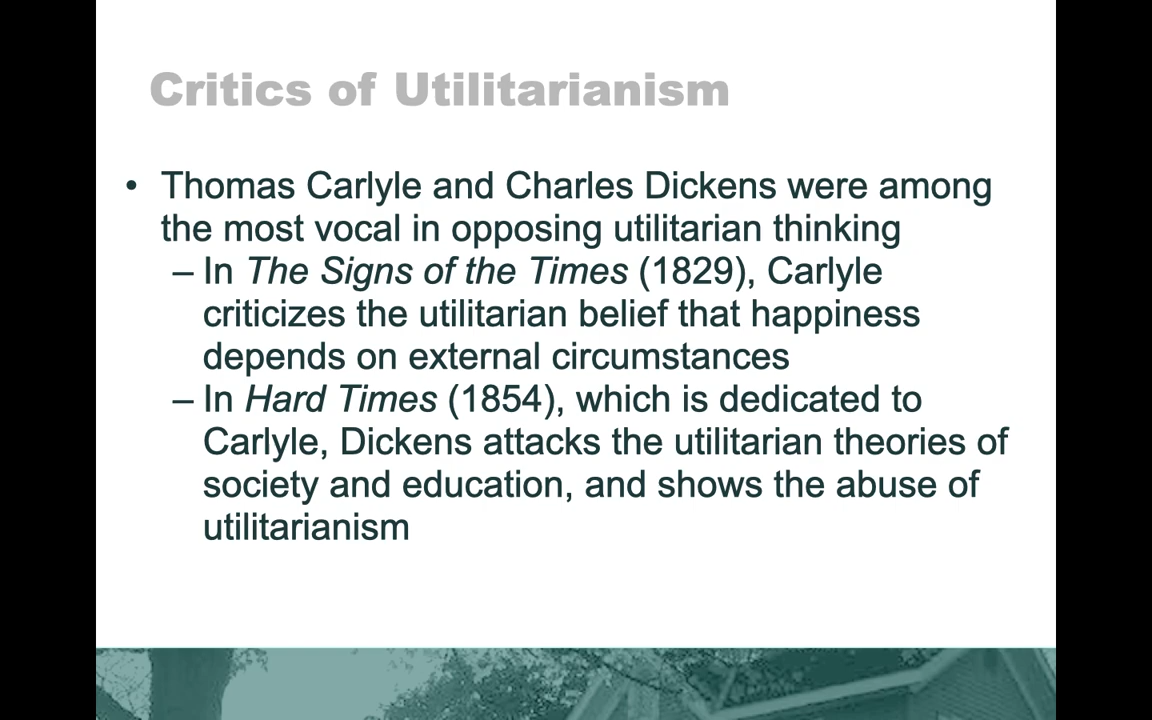 Critics of Utilitarianism
• Thomas Carlyle and Charles Dickens were among
the most vocal in opposing utilitarian thinking
– In The Signs of the Times (1829), Carlyle
criticizes the utilitarian belief that happiness
depends on external circumstances
– In Hard Times (1854), which is dedicated to
Carlyle, Dickens attacks the utilitarian theories of
society and education, and shows the abuse of
utilitarianism